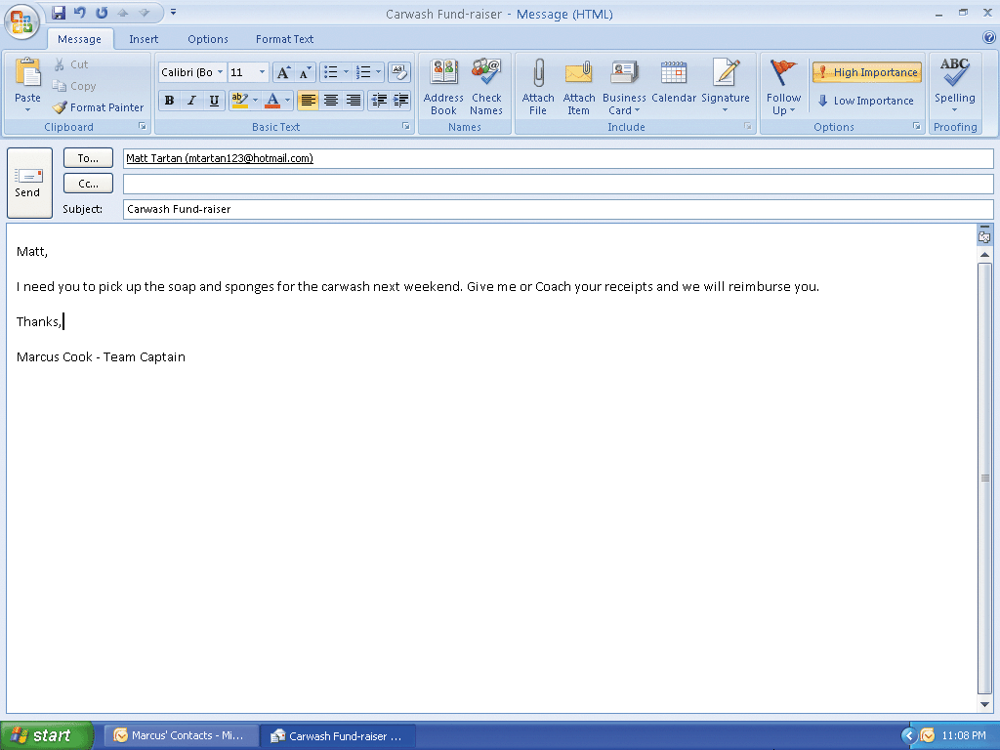 Carwash Fund-raiser - Message (HTML)
Message Insert Options Format Text
Paste
Cut
Copy
Format Painter
Clipboard
Calibri (Bo 11
B I U
Basic Text
Address Book
Check Names
Names
Attach File
Attach Item
Business Card
Calendar
Signature
Include
Follow Up
High Importance
Low Importance
Options
ABC
Spelling
Proofing
Send
To... Matt Tartan (mtartan123@hotmail.com)
Cc...
Subject: Carwash Fund-raiser
Matt,
I need you to pick up the soap and sponges for the carwash next weekend. Give me or Coach your receipts and we will reimburse you.
Thanks,
Marcus Cook - Team Captain
start Marcus' Contacts - Mi... Carwash Fund-raiser ... 11:08 PM